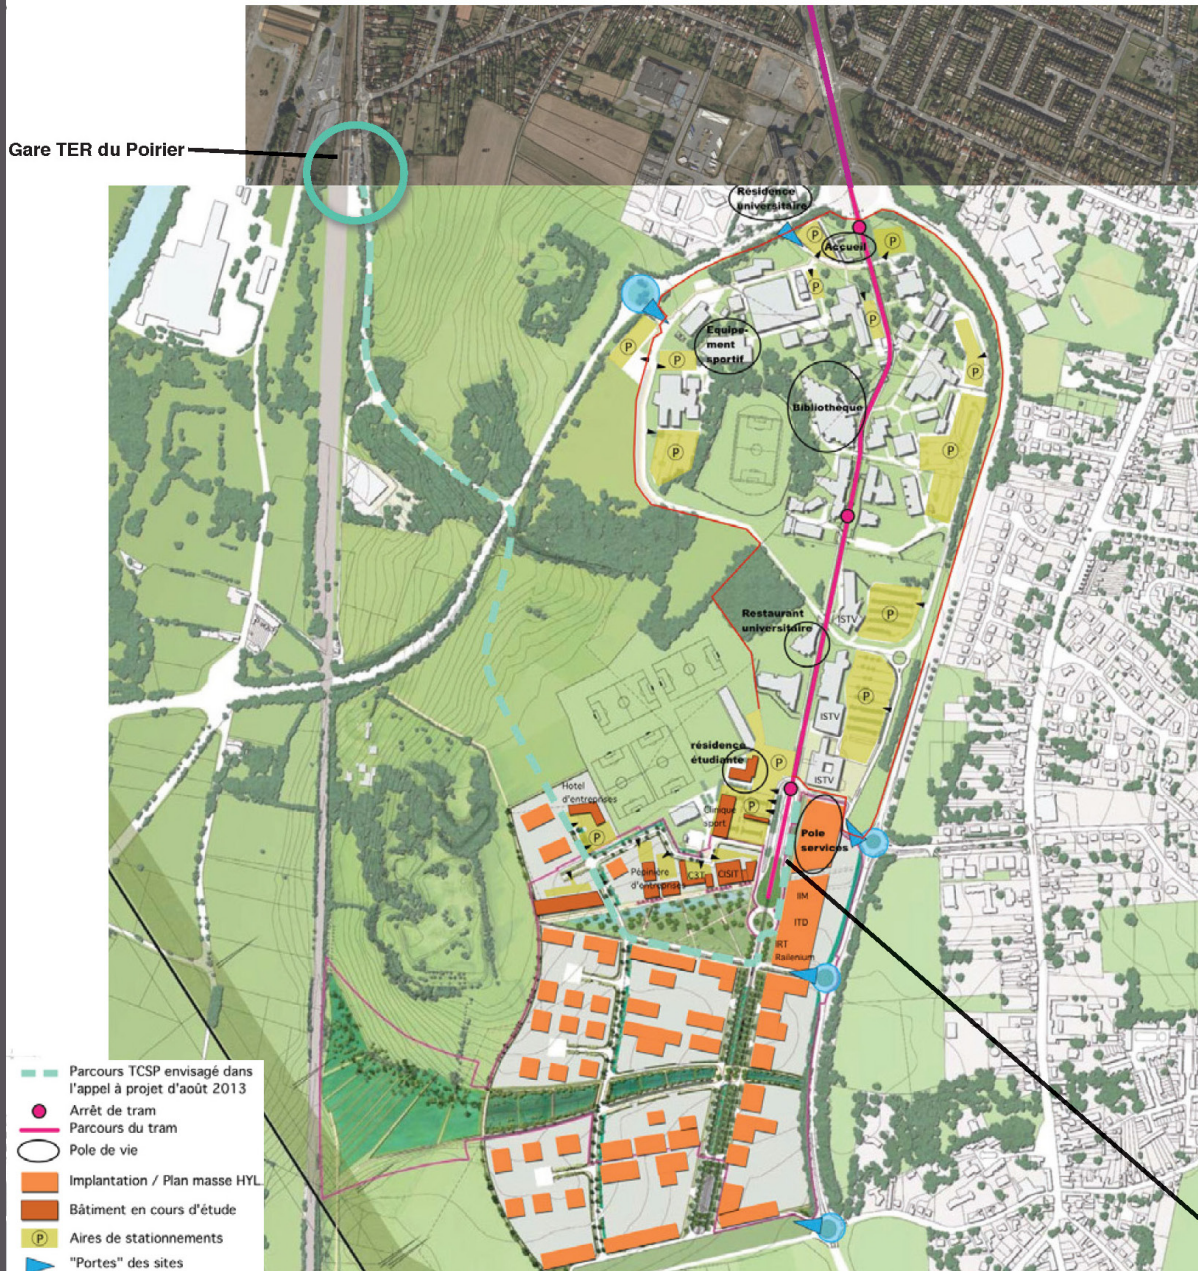 Gare TER du Poirier
Résidence
universitaire
P
Accueil
P
P
P
Equipe-
ment
sportif
P
P
P
Bibliothèque
P
P
Restaurant
universitaire
ISTV
P
P
ISTV
résidence
étudiante
P
ISTV
Hotel
d'entreprises
P
Clinique
sport
P
Pole
services
Pépinière
d'entreprises
C3T
CISIT
IIM
ITD
IRT
Railenium
Parcours TCSP envisagé dans
l'appel à projet d'août 2013
Arrêt de tram
Parcours du tram
Pole de vie
Implantation / Plan masse HYL
Bâtiment en cours d'étude
P
Aires de stationnements
"Portes" des sites